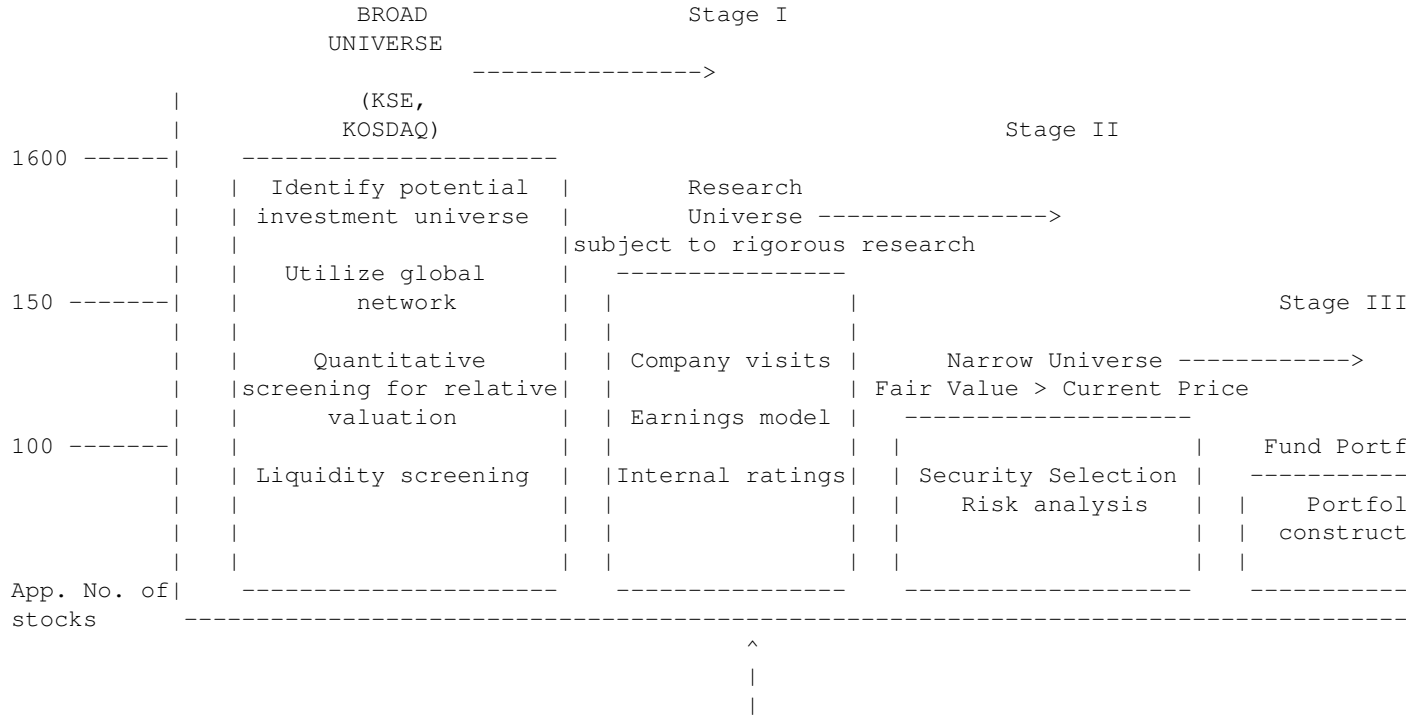 BROAD Stage I
UNIVERSE
---------------->
(KSE,
KOSDAQ) Stage II
1600 ------| ----------------------
| | Identify potential | Research
| | investment universe | Universe ---------------->
| | |subject to rigorous research
| | Utilize global | ----------------
150 -------| | network | | | Stage III
| | | | |
| | Quantitative | | Company visits | Narrow Universe ------------>
| |screening for relative| | | Fair Value > Current Price
| | valuation | | Earnings model | --------------------
100 -------| | | | | | | Fund Portf
| | Liquidity screening | |Internal ratings| | Security Selection | -----------
| | | | | | Risk analysis | | Portfol
| | | | | | | | construct
| | | | | | | |
App. No. of| ---------------------- ---------------- -------------------- -----------
stocks -------------------------------------------------------------------------------------
^
|
|